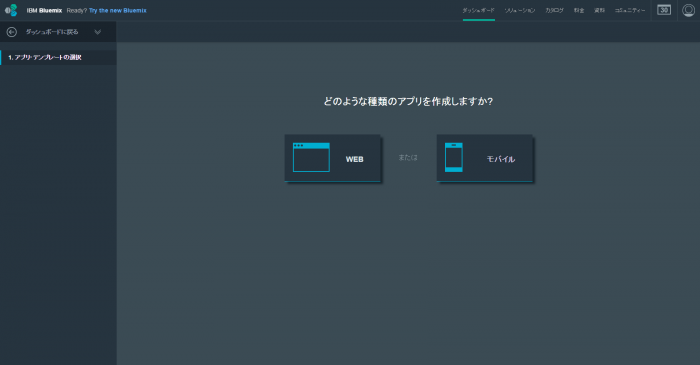 IBM Bluemix Ready? Try the new Bluemix ダッシュボード ソリューション カタログ 料金 資料 コミュニティー 30
ダッシュボードに戻る
1. アプリ・テンプレートの選択
どのような種類のアプリを作成しますか?
WEB または モバイル